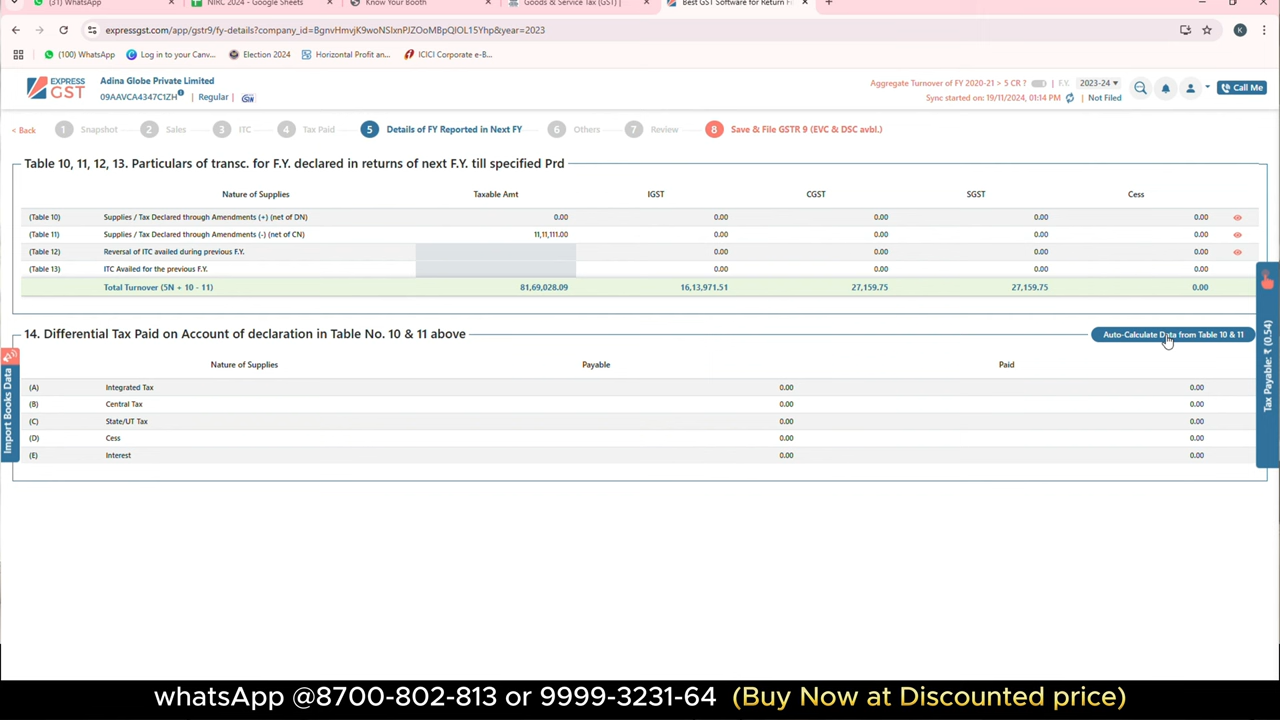 (31) WhatsApp
NIRC 2024 - Google Sheets
Know Your Booth
Goods & Service Tax (GST) |
Best GST Software for Return F
expressgst.com/app/gstr9/fy-details?company_id=BgnvHmvjK9woNSlxnPJZOoMBpQIOL15Yhp&year=2023
K
(100) WhatsApp
Log in to your Canv...
Election 2024
Horizontal Profit an...
ICICI Corporate e-B...
EXPRESS GST
Adina Globe Private Limited
09AAVCA4347C1ZH
Regular |
Aggregate Turnover of FY 2020-21 > 5 CR ?
F.Y.
2023-24
Sync started on: 19/11/2024, 01:14 PM
Not Filed
Call Me
< Back
1 Snapshot
2 Sales
3 ITC
4 Tax Paid
5 Details of FY Reported in Next FY
6 Others
7 Review
8 Save & File GSTR 9 (EVC & DSC avbl.)
Table 10, 11, 12, 13. Particulars of transc. for F.Y. declared in returns of next F.Y. till specified Prd
Nature of Supplies Taxable Amt IGST CGST SGST Cess
(Table 10) Supplies / Tax Declared through Amendments (+) (net of DN) 0.00 0.00 0.00 0.00 0.00
(Table 11) Supplies / Tax Declared through Amendments (-) (net of CN) 11,11,111.00 0.00 0.00 0.00 0.00
(Table 12) Reversal of ITC availed during previous F.Y. 0.00 0.00 0.00 0.00
(Table 13) ITC Availed for the previous F.Y. 0.00 0.00 0.00 0.00
Total Turnover (5N + 10 - 11) 81,69,028.09 16,13,971.51 27,159.75 27,159.75 0.00
14. Differential Tax Paid on Account of declaration in Table No. 10 & 11 above
Auto-Calculate Data from Table 10 & 11
Nature of Supplies Payable Paid
(A) Integrated Tax 0.00 0.00
(B) Central Tax 0.00 0.00
(C) State/UT Tax 0.00 0.00
(D) Cess 0.00 0.00
(E) Interest 0.00 0.00
Import Books Data
Tax Payable: ₹ (0.54)
whatsApp @8700-802-813 or 9999-3231-64 (Buy Now at Discounted price)